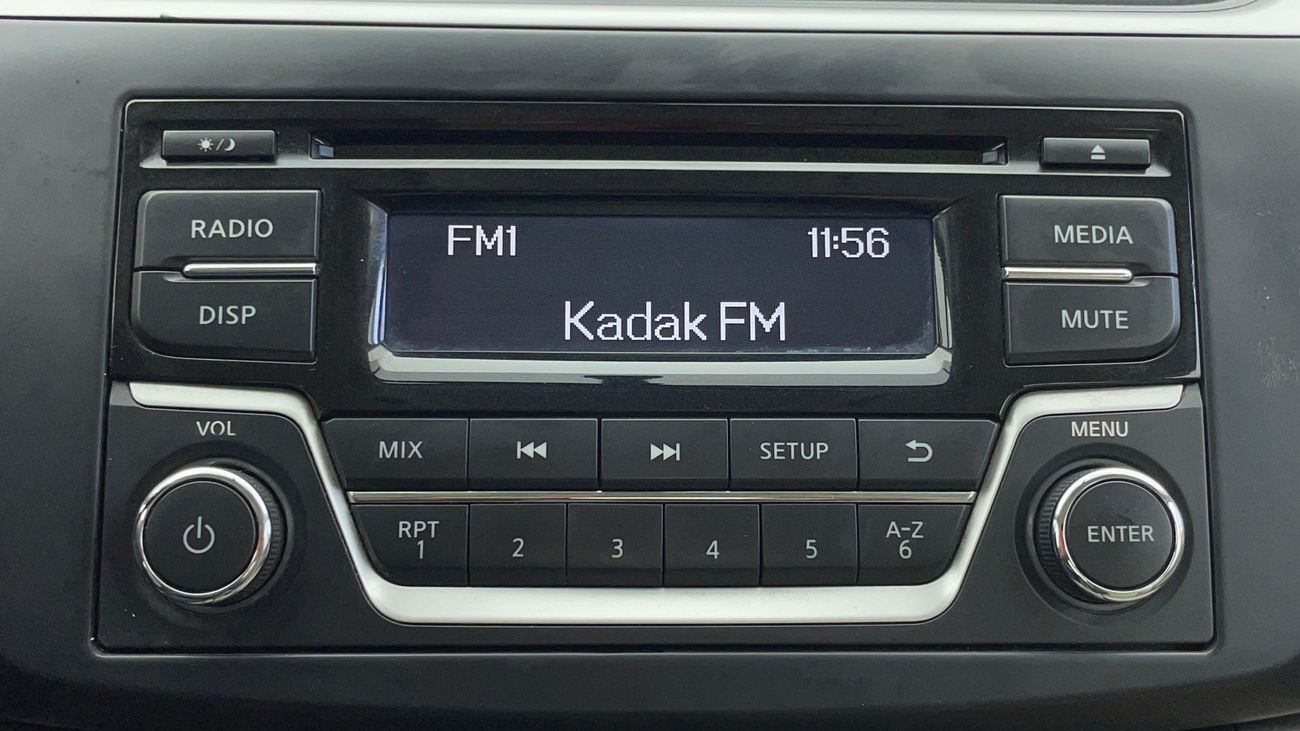 RADIO
FM1 11:56
MEDIA
DISP
Kadak FM
MUTE
VOL
MIX
SETUP
MENU
RPT
1
2
3
4
5
A-Z
6
ENTER